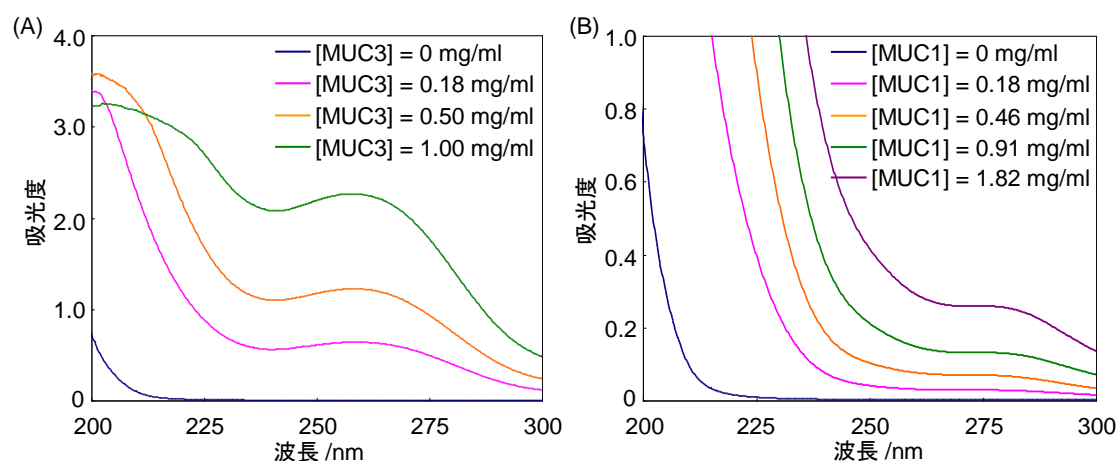 (A)
4.0
3.0
2.0
1.0
0
吸光度
[MUC3] = 0 mg/ml
[MUC3] = 0.18 mg/ml
[MUC3] = 0.50 mg/ml
[MUC3] = 1.00 mg/ml
200
225
250
275
300
波長 /nm
(B)
1.0
0.8
0.6
0.4
0.2
0
吸光度
[MUC1] = 0 mg/ml
[MUC1] = 0.18 mg/ml
[MUC1] = 0.46 mg/ml
[MUC1] = 0.91 mg/ml
[MUC1] = 1.82 mg/ml
200
225
250
275
300
波長 /nm